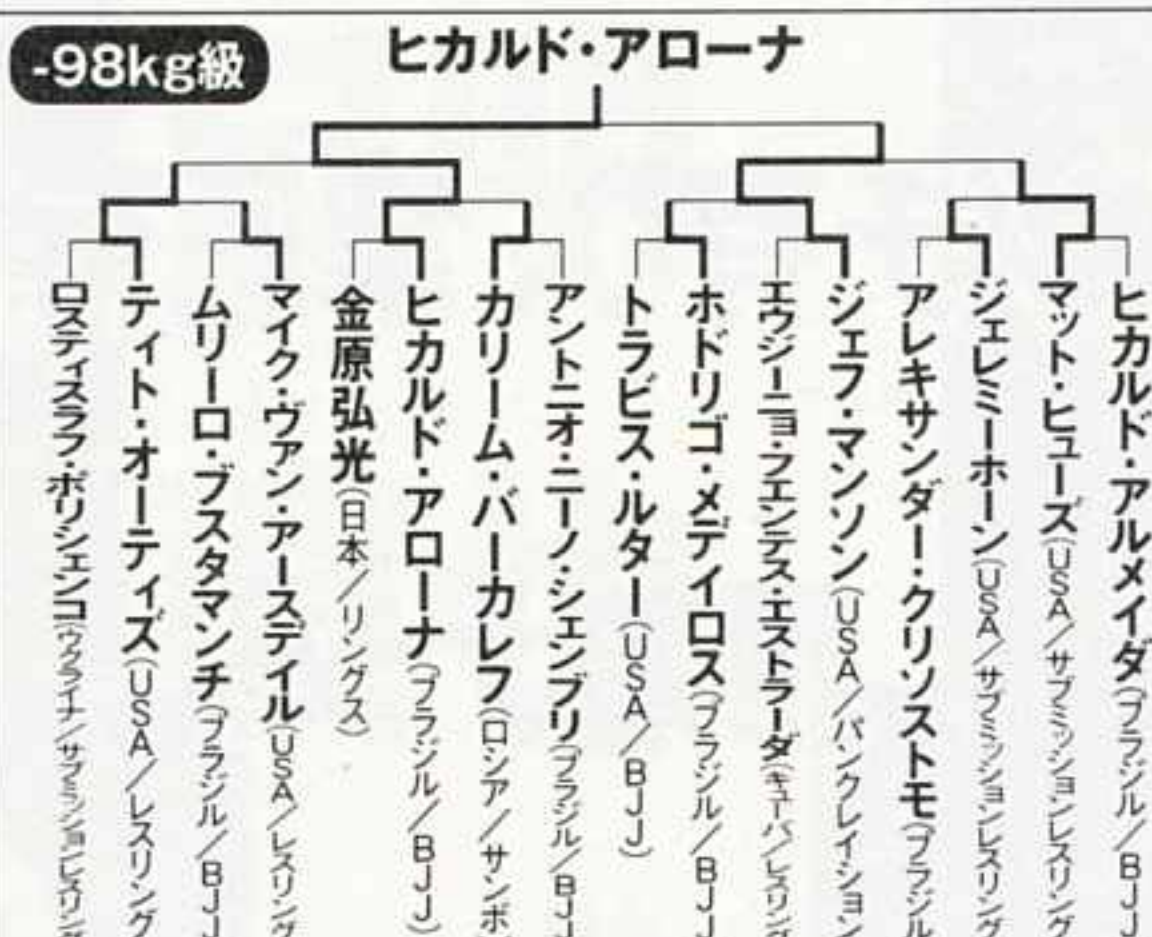 -98kg級
ヒカルド・アローナ
ロスティスラフ・ボリシェンコ(ウクライナ/サブミッションレスリング
ティト・オーティズ(USA/レスリング
ムリーロ・ブスタマンチ(ブラジル/BJJ
マイク・ヴァン・アースデイル(USA/レスリング
金原弘光(日本/リングス)
ヒカルド・アローナ(ブラジル/BJJ)
カリーム・バーカレフ(ロシア/サンボ
アントニオ・ニーノ・シェンブリ(ブラジル/BJJ
トラビス・ルター(USA/BJJ)
ホドリゴ・メデイロス(ブラジル/BJJ
エウジーニョ・フエンテス・エストラーダ(キューバ/レスリング
ジェフ・マンソン(USA/パンクレイション
アレキサンダー・クリソストモ(ブラジル
ジェレミーホーン(USA/サブミッションレスリング
マット・ヒューズ(USA/サブミッションレスリング
ヒカルド・アルメイダ(ブラジル/BJJ